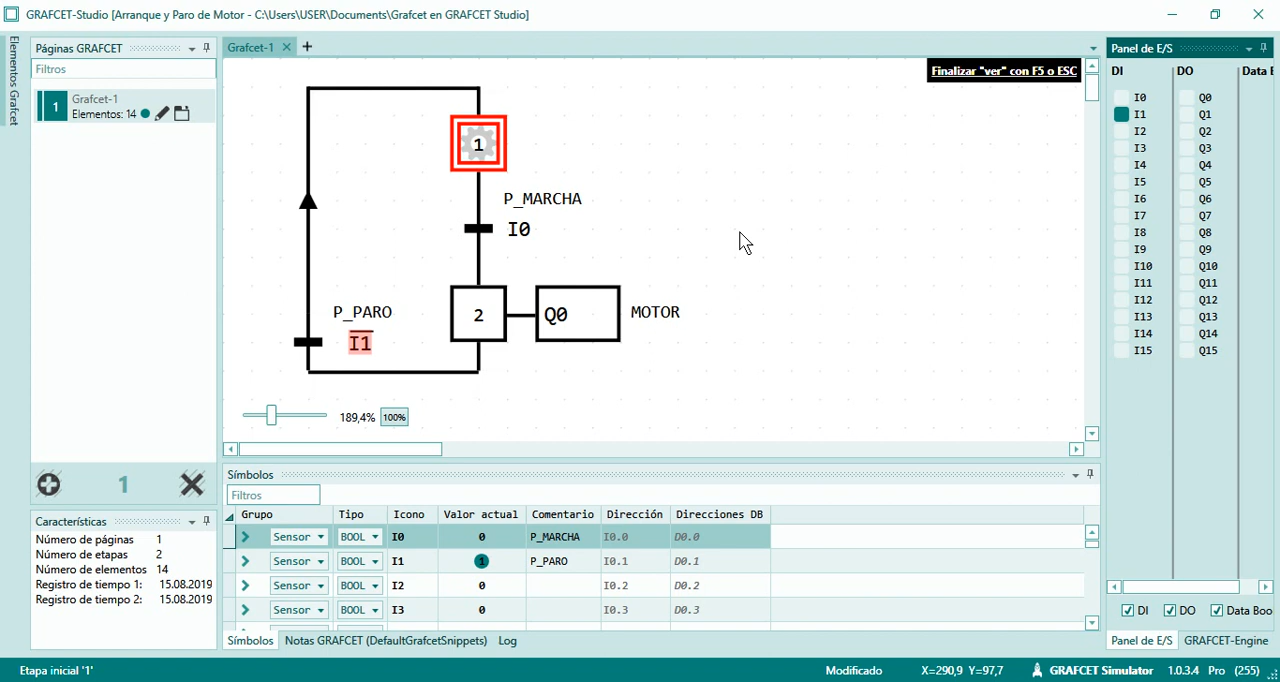 GRAFCET-Studio [Arranque y Paro de Motor - C:\Users\USER\Documents\Grafcet en GRAFCET Studio]
Elementos Grafcet
Páginas GRAFCET
Filtros
1
Grafcet-1
Elementos: 14
1
Características
Número de páginas 1
Número de etapas 2
Número de elementos 14
Registro de tiempo 1: 15.08.2019
Registro de tiempo 2: 15.08.2019
Grafcet-1
Finalizar "ver" con F5 o ESC
1
P_MARCHA
I0
P_PARO
I1
2
Q0
MOTOR
189,4% 100%
Símbolos
Filtros
Grupo Tipo Icono Valor actual Comentario Dirección Direcciones DB
Sensor BOOL I0 0 P_MARCHA I0.0 D0.0
Sensor BOOL I1 1 P_PARO I0.1 D0.1
Sensor BOOL I2 0 I0.2 D0.2
Sensor BOOL I3 0 I0.3 D0.3
Símbolos Notas GRAFCET (DefaultGrafcetSnippets) Log
Panel de E/S
DI DO Data B
I0 Q0
I1 Q1
I2 Q2
I3 Q3
I4 Q4
I5 Q5
I6 Q6
I7 Q7
I8 Q8
I9 Q9
I10 Q10
I11 Q11
I12 Q12
I13 Q13
I14 Q14
I15 Q15
DI DO Data Boo
Panel de E/S GRAFCET-Engine
Etapa inicial '1' Modificado X=290,9 Y=97,7 GRAFCET Simulator 1.0.3.4 Pro (255)